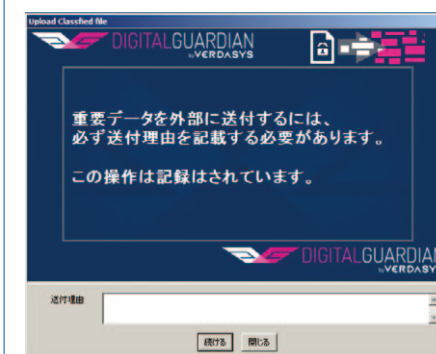 Upload Classfied file
DIGITALGUARDIAN
by VERDASYS
重要データを外部に送付するには、
必ず送付理由を記載する必要があります。
この操作は記録はされています。
DIGITALGUARDIAN
by VERDASYS
送付理由
続ける 閉じる